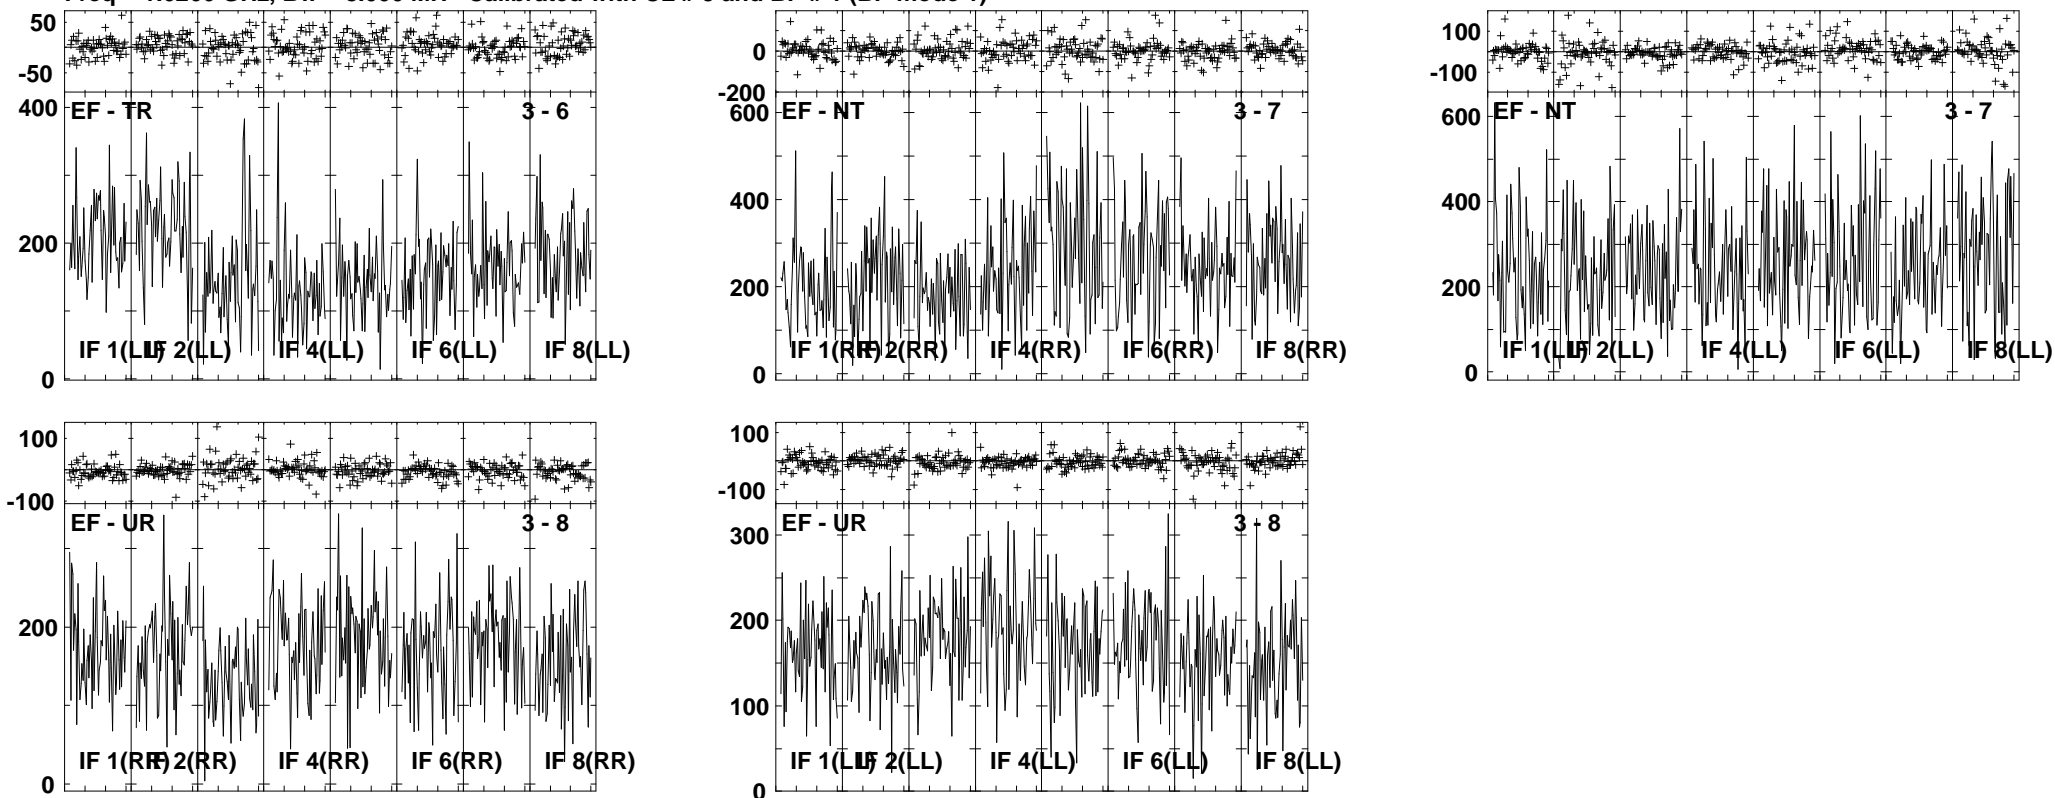 50
-50
400
EF - TR 3 - 6
200
IF 1(LL) IF 2(LL) IF 4(LL) IF 6(LL) IF 8(LL)
0
0
-200
600
EF - NT 3 - 7
400
200
IF 1(RR) IF 2(RR) IF 4(RR) IF 6(RR) IF 8(RR)
0
100
-100
600
EF - NT 3 - 7
400
200
IF 1(LL) IF 2(LL) IF 4(LL) IF 6(LL) IF 8(LL)
0
100
-100
EF - UR 3 - 8
200
IF 1(RR) IF 2(RR) IF 4(RR) IF 6(RR) IF 8(RR)
0
100
-100
EF - UR 3 - 8
300
200
100
IF 1(LL) IF 2(LL) IF 4(LL) IF 6(LL) IF 8(LL)
0